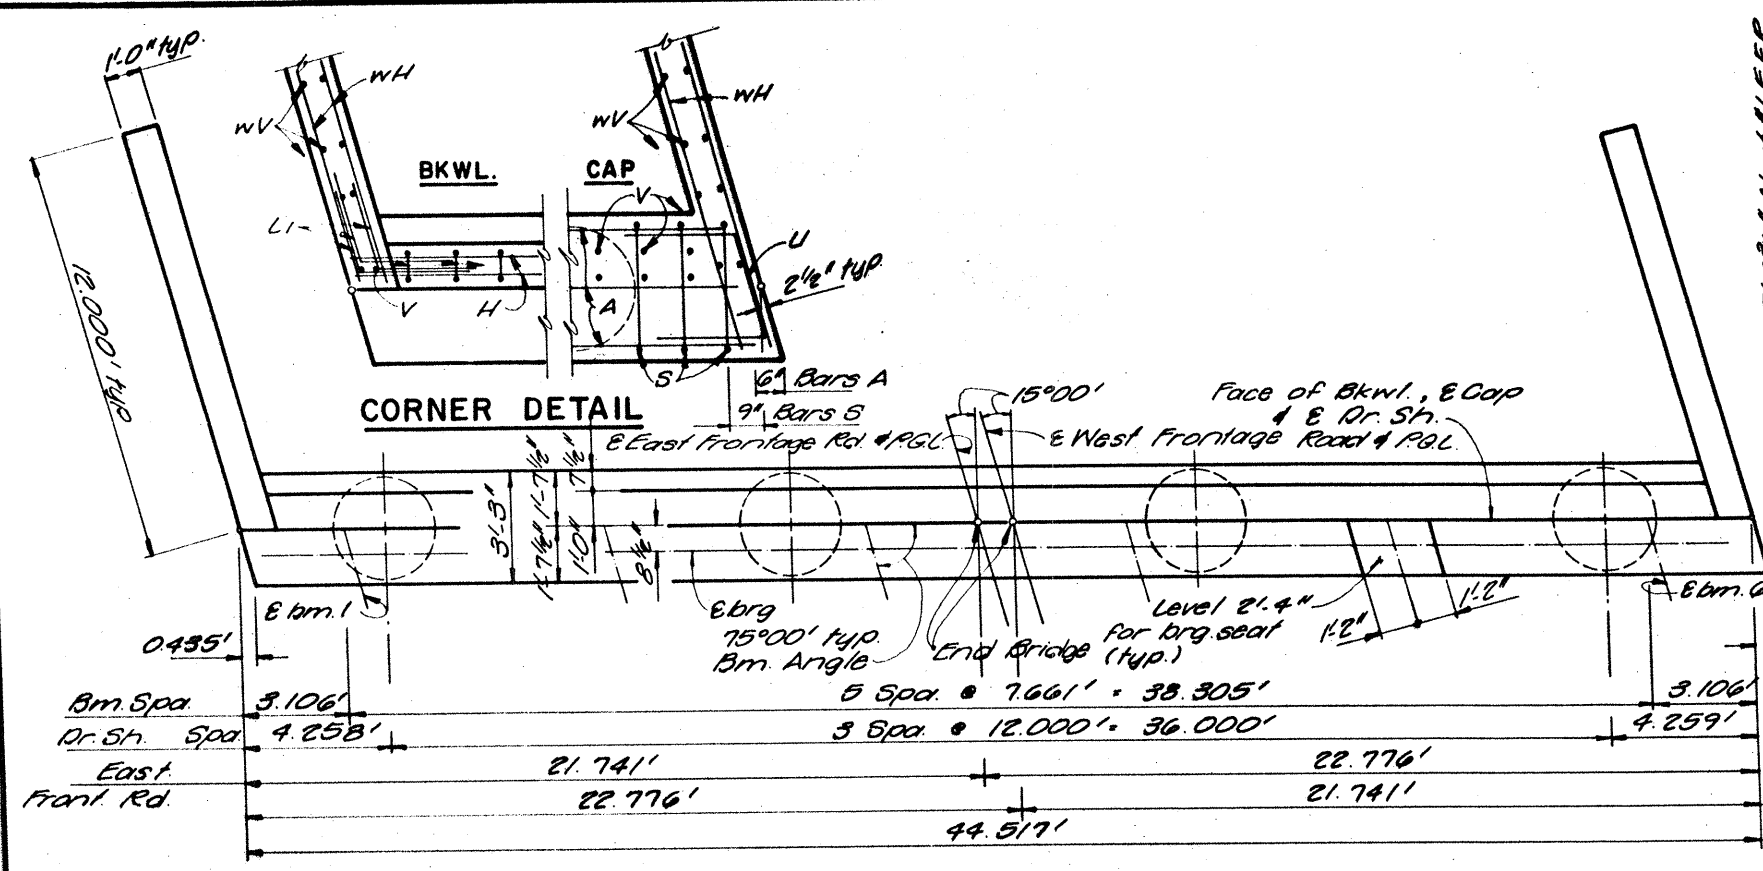 1'-0" typ.
wH
wV
wH
wV
BKWL.
CAP
V
L1
U
2½" typ.
V
H
A
S
6" Bars A
9" Bars S
CORNER DETAIL
12.000' typ
15°00'
Face of Bkwl., ℄ Cap
& ℄ Dr. Sh.
℄ East Frontage Rd. & P.G.L.
℄ West Frontage Road & P.G.L.
3'-3"
1'-7½" 1'-7½"
1'-0"
7½"
8½"
℄ bm. 1
℄ brg
75°00' typ.
Bm. Angle
End Bridge
Level 2'-4"
for brg. seat
(typ.)
1'-2"
1'-2"
℄ bm. 6
0.435'
Bm. Spa. 3.106' 5 Spa. @ 7.661' = 38.305' 3.106'
Dr. Sh. Spa. 4.258' 3 Spa. @ 12.000' = 36.000' 4.259'
East 21.741' 22.776'
Front. Rd. 22.776' 21.741'
44.517'